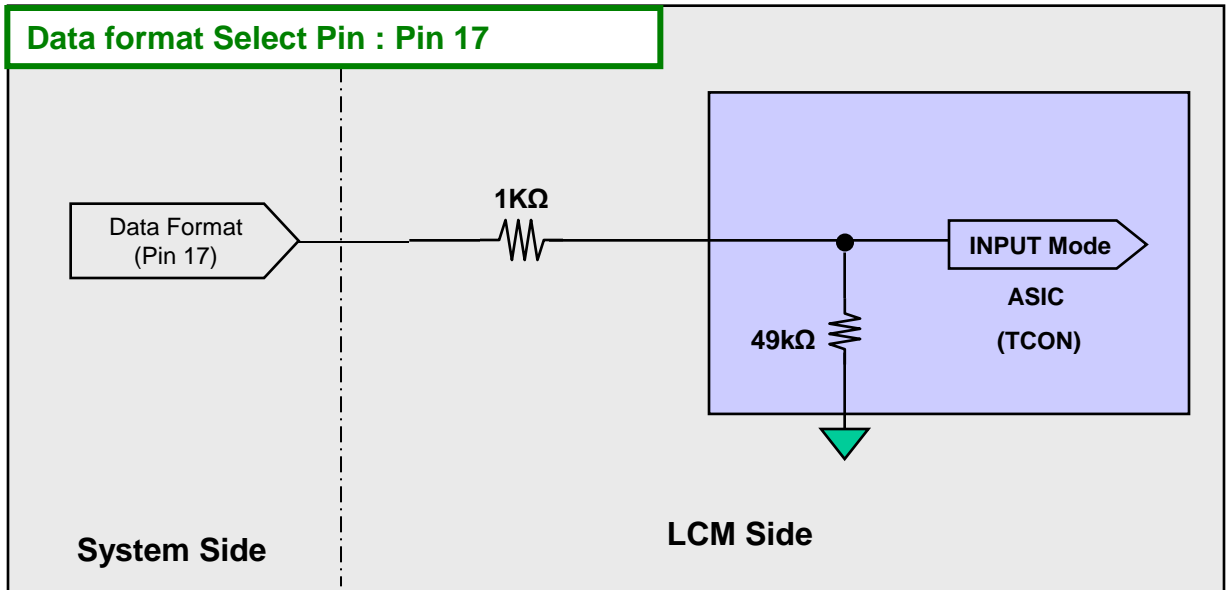 Data format Select Pin : Pin 17
1KΩ
Data Format
(Pin 17)
INPUT Mode
ASIC
(TCON)
49kΩ
System Side
LCM Side